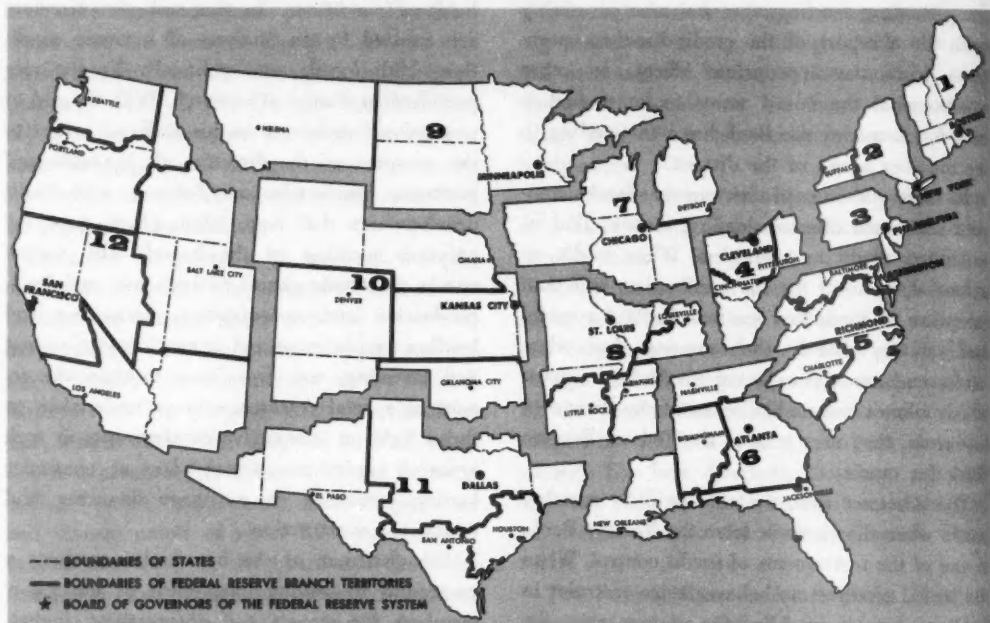 1
BOSTON
SEATTLE
PORTLAND
HELENA
9
MINNEAPOLIS
2
BUFFALO
NEW YORK
7
DETROIT
CHICAGO
3
PHILADELPHIA
CLEVELAND
4
PITTSBURGH
CINCINNATI
BALTIMORE
WASHINGTON
12
SALT LAKE CITY
SAN FRANCISCO
OMAHA
10
DENVER
KANSAS CITY
ST. LOUIS
LOUISVILLE
8
RICHMOND
5
CHARLOTTE
LOS ANGELES
OKLAHOMA CITY
MEMPHIS
NASHVILLE
LITTLE ROCK
BIRMINGHAM
ATLANTA
6
EL PASO
11
DALLAS
JACKSONVILLE
HOUSTON
SAN ANTONIO
NEW ORLEANS
BOUNDARIES OF STATES
BOUNDARIES OF FEDERAL RESERVE BRANCH TERRITORIES
★ BOARD OF GOVERNORS OF THE FEDERAL RESERVE SYSTEM